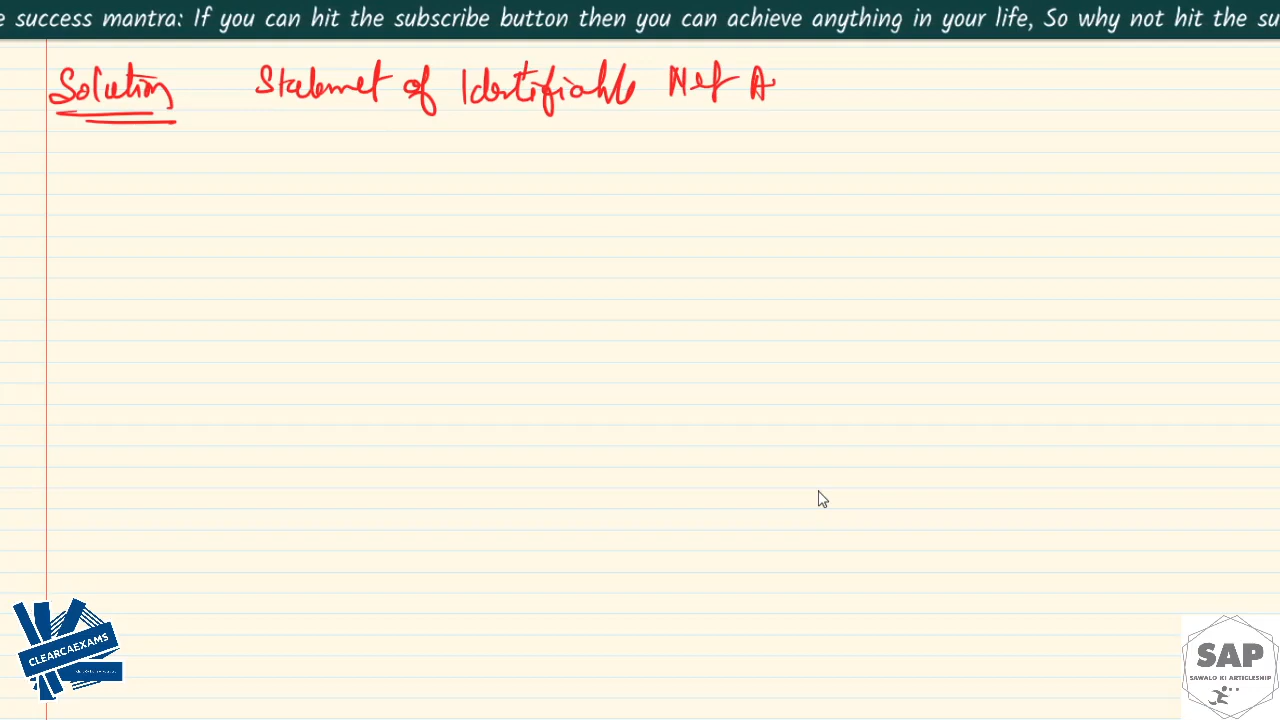 e success mantra: If you can hit the subscribe button then you can achieve anything in your life, So why not hit the su
Solution Statement of Identifiable Net A
CLEARCAEXAMS
SAP
SAWALO KI ARTICLESHIP